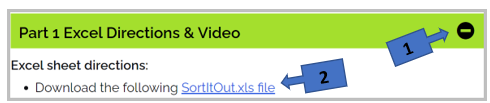 Part 1 Excel Directions & Video
1
Excel sheet directions:
• Download the following SortItOut.xls file
2